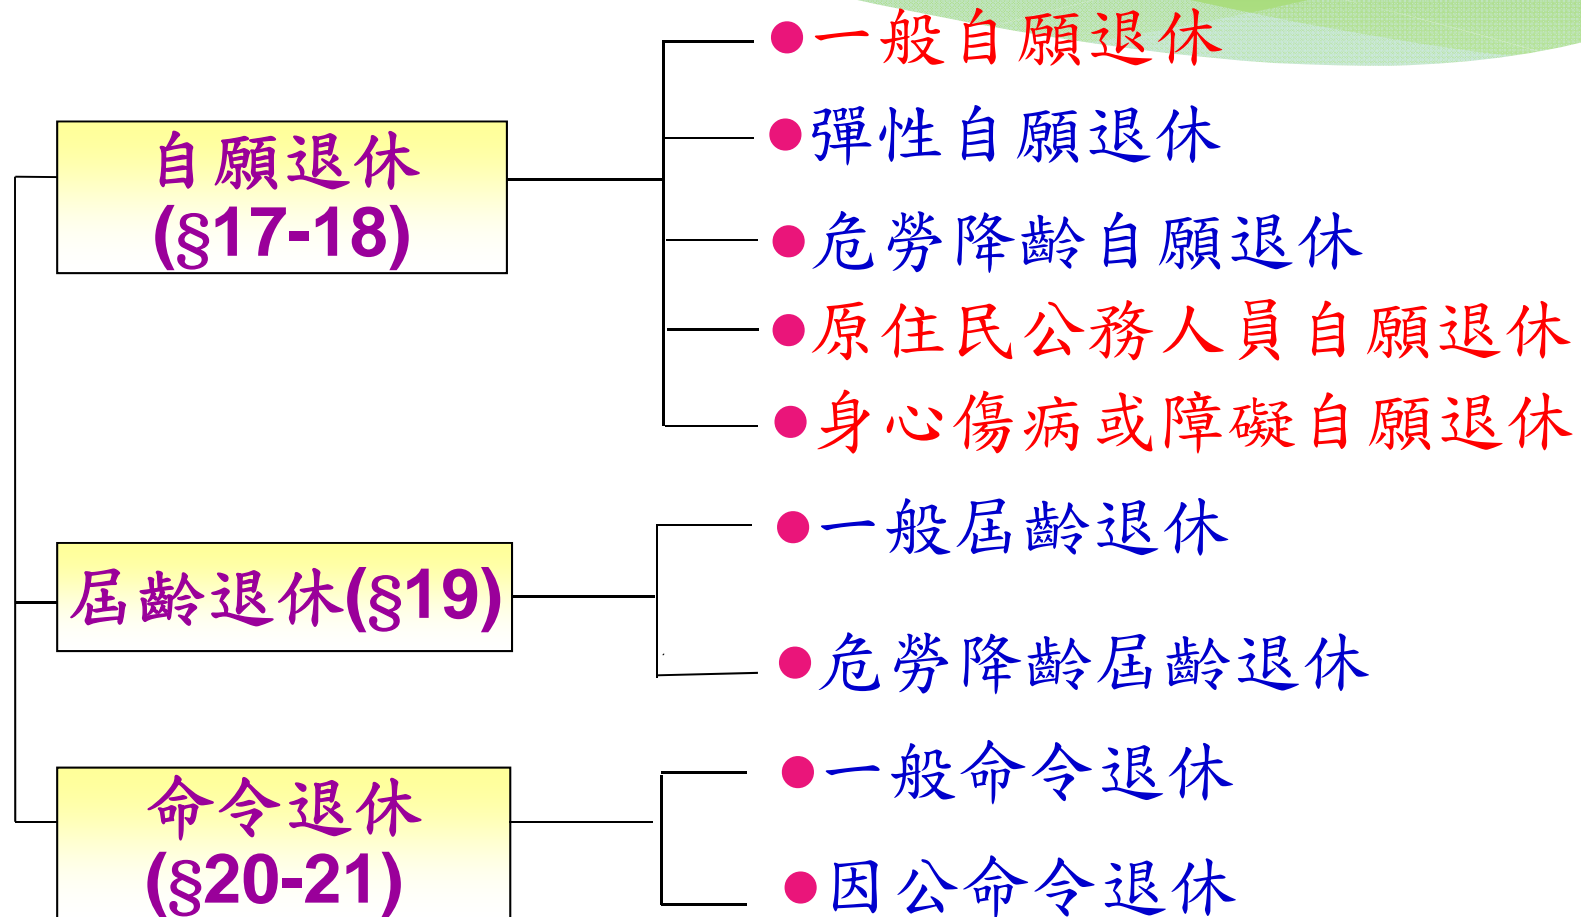 自願退休
(§17-18)
●一般自願退休
●彈性自願退休
●危勞降齡自願退休
●原住民公務人員自願退休
●身心傷病或障礙自願退休
屆齡退休(§19)
●一般屆齡退休
●危勞降齡屆齡退休
命令退休
(§20-21)
●一般命令退休
●因公命令退休